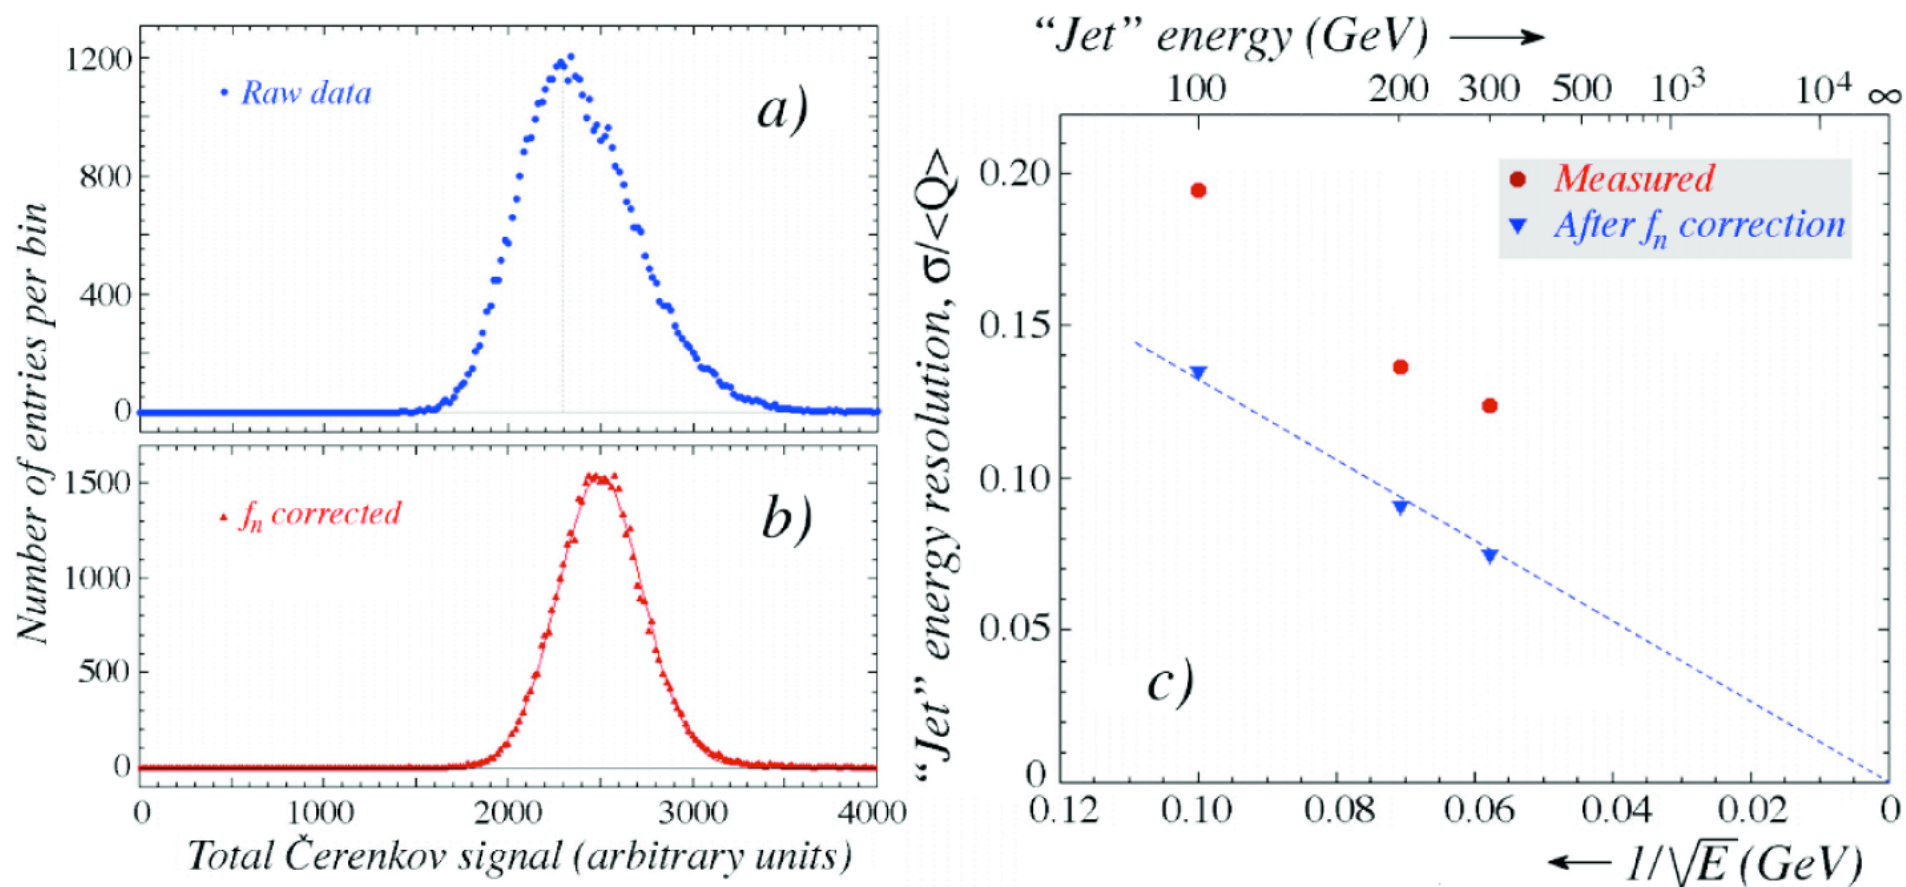 1200
800
400
0
Raw data
a)
1500
1000
500
0
fn corrected
b)
0 1000 2000 3000 4000
Total Čerenkov signal (arbitrary units)
Number of entries per bin
"Jet" energy (GeV) →
100 200 300 500 10³ 10⁴ ∞
Measured
After fn correction
0.20
0.15
0.10
0.05
0
c)
0.12 0.10 0.08 0.06 0.04 0.02 0
← 1/√E (GeV)
"Jet" energy resolution, σ/<Q>